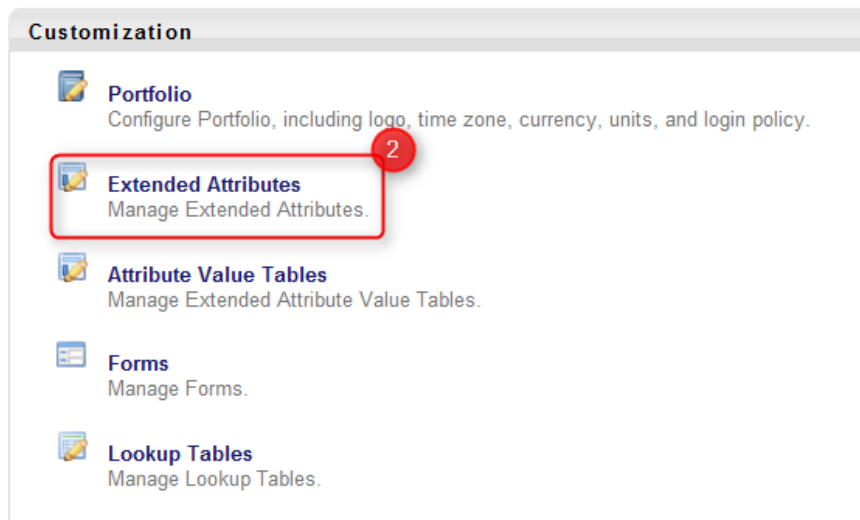 Customization
Portfolio
Configure Portfolio, including logo, time zone, currency, units, and login policy.
2
Extended Attributes
Manage Extended Attributes.
Attribute Value Tables
Manage Extended Attribute Value Tables.
Forms
Manage Forms.
Lookup Tables
Manage Lookup Tables.